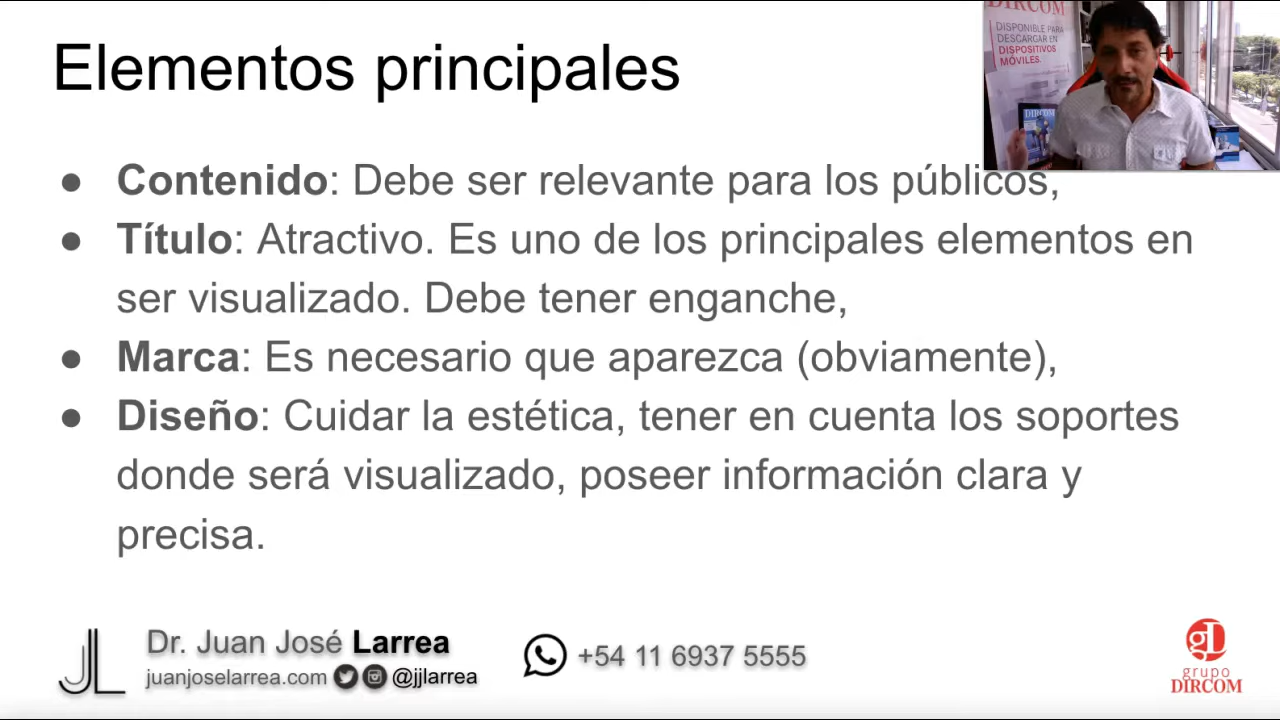 Elementos principales
DIRCOM
DISPONIBLE PARA
DESCARGAR EN
DISPOSITIVOS
MÓVILES.
● Contenido: Debe ser relevante para los públicos,
● Título: Atractivo. Es uno de los principales elementos en
ser visualizado. Debe tener enganche,
● Marca: Es necesario que aparezca (obviamente),
● Diseño: Cuidar la estética, tener en cuenta los soportes
donde será visualizado, poseer información clara y
precisa.
JL
Dr. Juan José Larrea
juanjoselarrea.com @jjlarrea
+54 11 6937 5555
grupo
DIRCOM